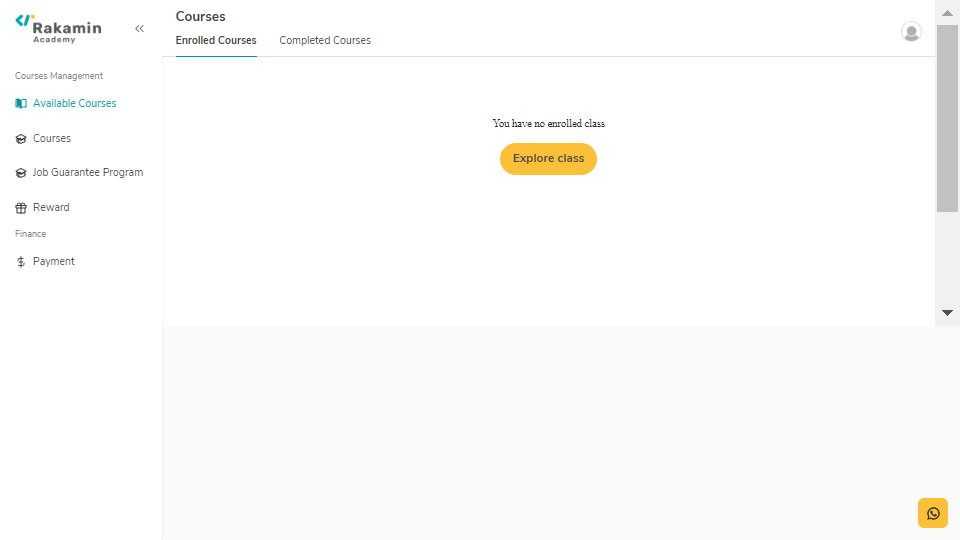 Rakamin
Academy
Courses
Enrolled Courses
Completed Courses
Courses Management
Available Courses
Courses
Job Guarantee Program
Reward
Finance
Payment
You have no enrolled class
Explore class